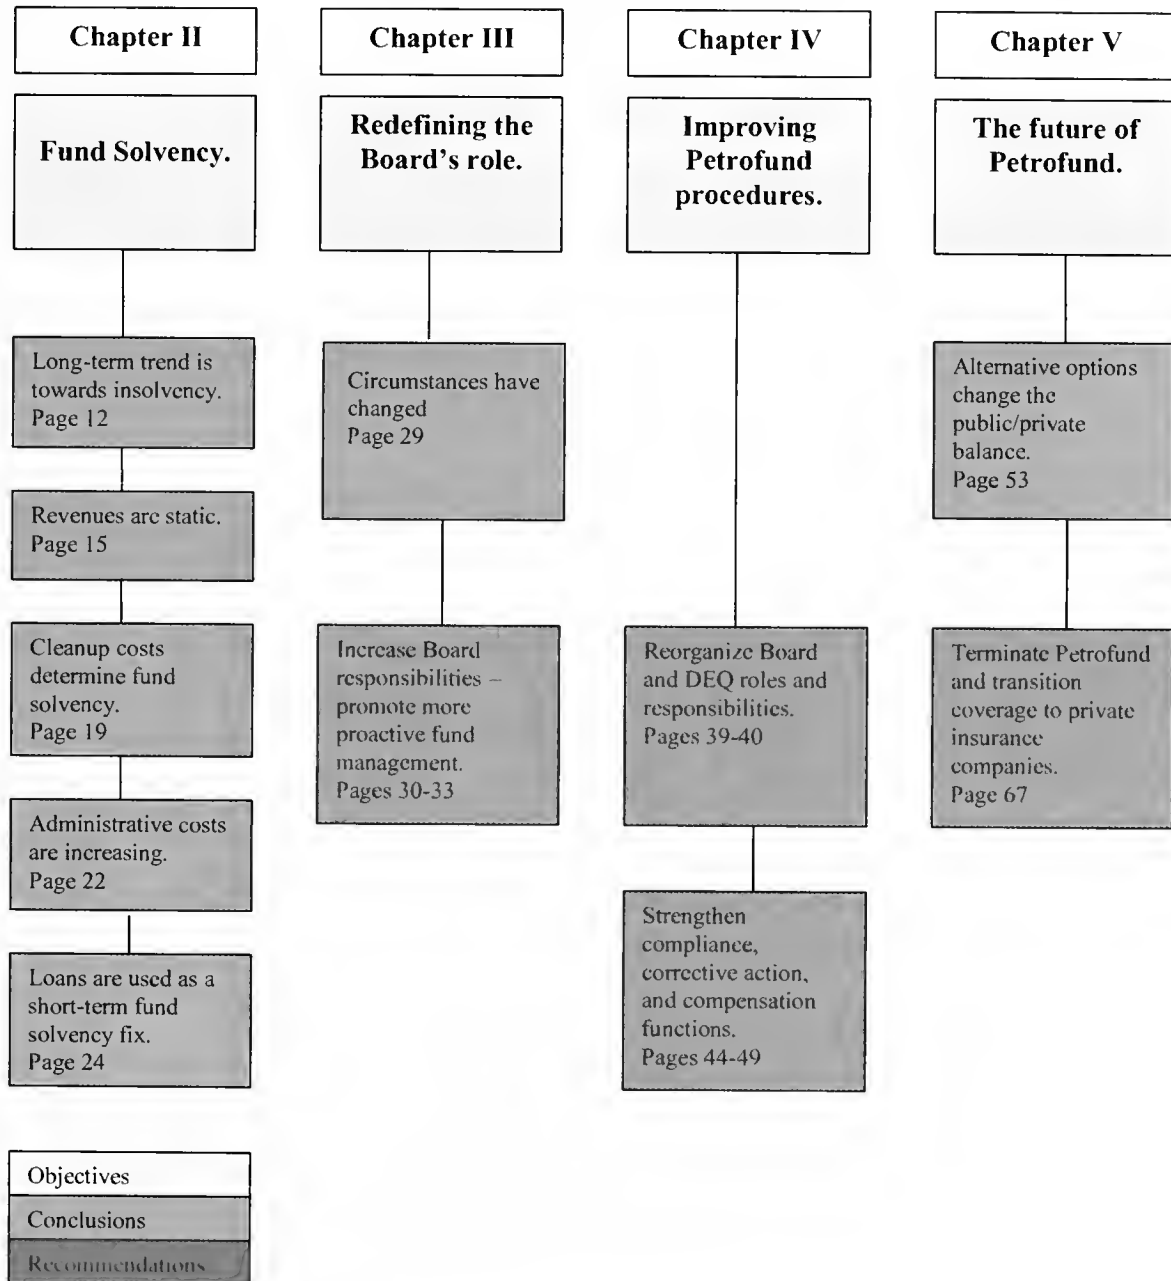 Chapter II
Fund Solvency.
Long-term trend is
towards insolvency.
Page 12
Revenues are static.
Page 15
Cleanup costs
determine fund
solvency.
Page 19
Administrative costs
are increasing.
Page 22
Loans are used as a
short-term fund
solvency fix.
Page 24
Chapter III
Redefining the
Board's role.
Circumstances have
changed
Page 29
Increase Board
responsibilities –
promote more
proactive fund
management.
Pages 30-33
Chapter IV
Improving
Petrofund
procedures.
Reorganize Board
and DEQ roles and
responsibilities.
Pages 39-40
Strengthen
compliance,
corrective action,
and compensation
functions.
Pages 44-49
Chapter V
The future of
Petrofund.
Alternative options
change the
public/private
balance.
Page 53
Terminate Petrofund
and transition
coverage to private
insurance
companies.
Page 67
Objectives
Conclusions
Recommendations